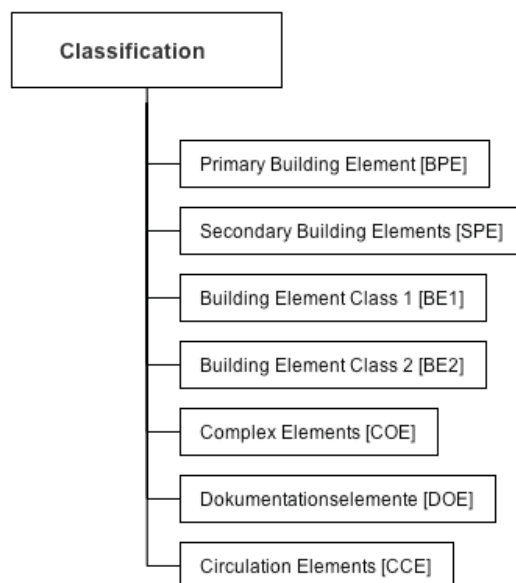 Classification
Primary Building Element [BPE]
Secondary Building Elements [SPE]
Building Element Class 1 [BE1]
Building Element Class 2 [BE2]
Complex Elements [COE]
Dokumentationselemente [DOE]
Circulation Elements [CCE]